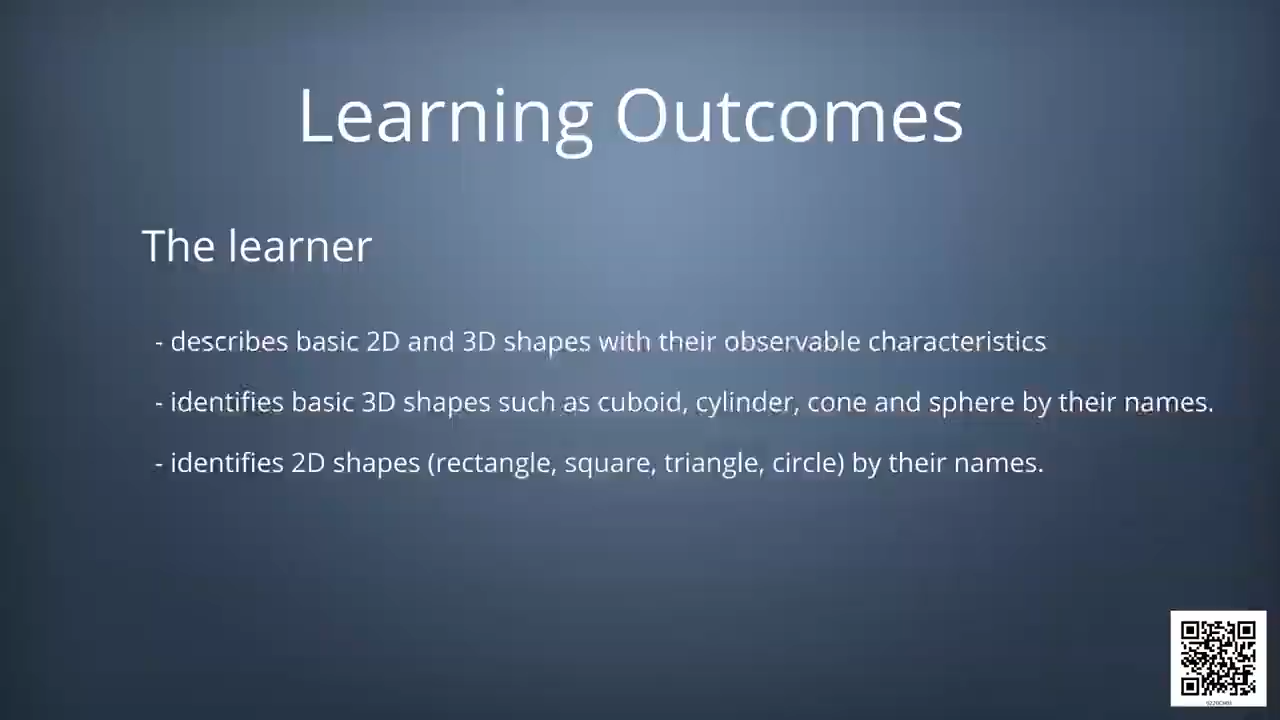 Learning Outcomes
The learner
- describes basic 2D and 3D shapes with their observable characteristics
- identifies basic 3D shapes such as cuboid, cylinder, cone and sphere by their names.
- identifies 2D shapes (rectangle, square, triangle, circle) by their names.